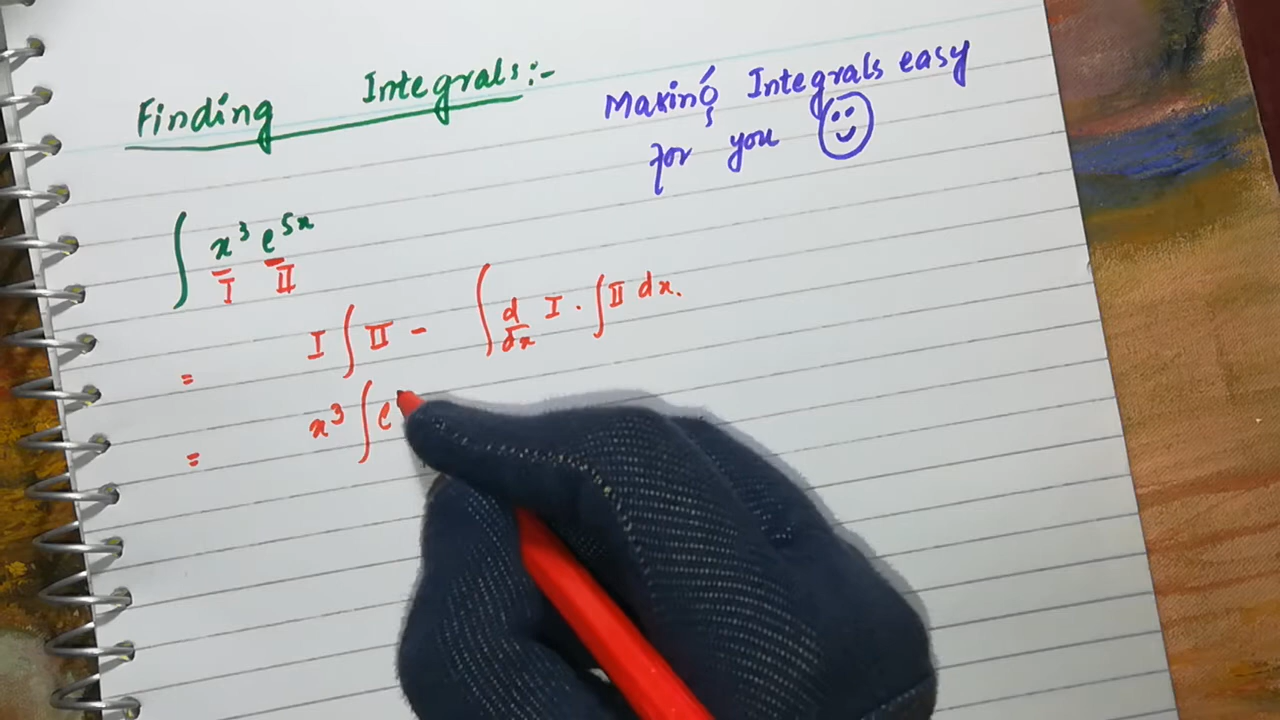 Finding Integrals:-
Making Integrals easy
for you
∫ x³ e⁵ˣ
I II
= I ∫ II - ∫ d/dx I . ∫ II dx.
= x³ ∫ e